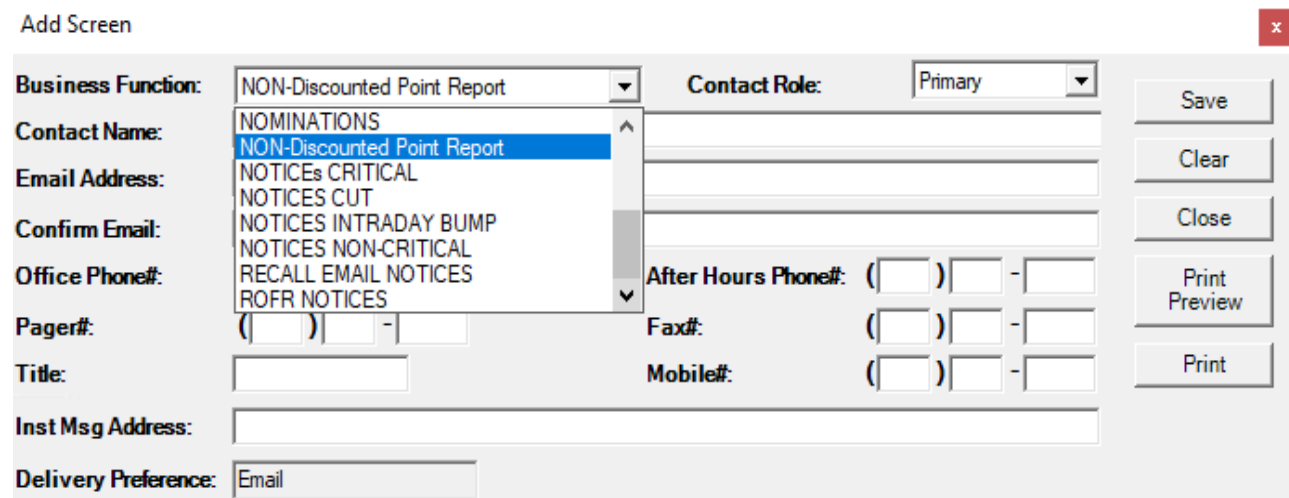 Add Screen
x
Business Function: NON-Discounted Point Report Contact Role: Primary Save
NOMINATIONS
Contact Name: NON-Discounted Point Report
NOTICEs CRITICAL Clear
Email Address:
NOTICES CUT
NOTICES INTRADAY BUMP Close
Confirm Email:
NOTICES NON-CRITICAL
Office Phone#: RECALL EMAIL NOTICES After Hours Phone#: ( ) - Print Preview
ROFR NOTICES
Pager#: ( ) - Fax#: ( ) -
Title: Mobile#: ( ) - Print
Inst Msg Address:
Delivery Preference: Email